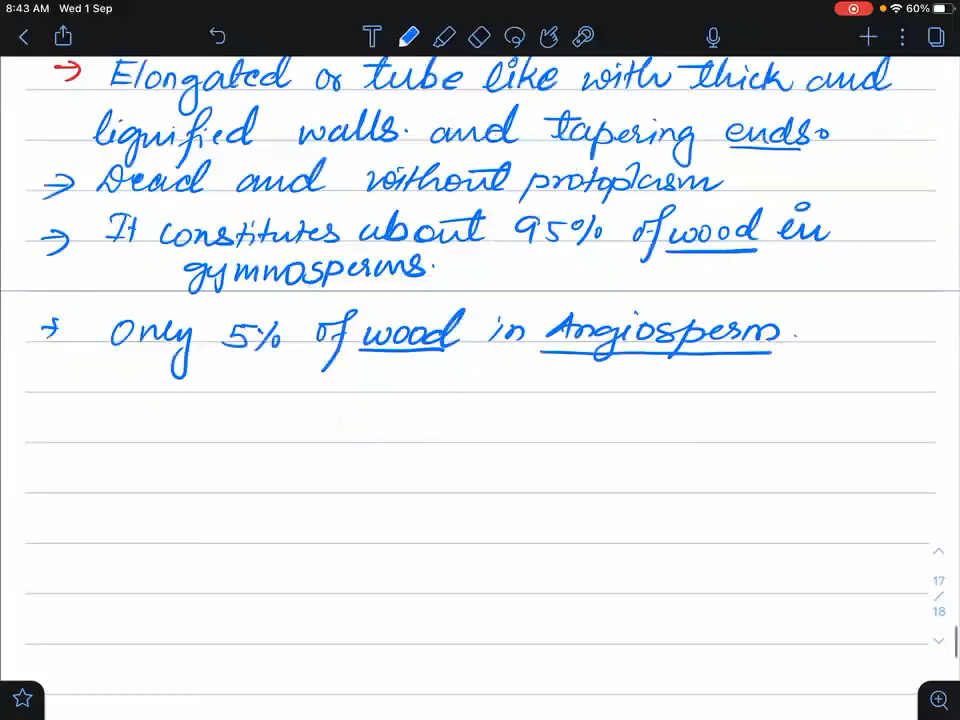 8:43 AM Wed 1 Sep
60%
T
→ Elongated or tube like with thick and
lignified walls. and tapering ends.
→ Dead and without protoplasm
→ It constitutes about 95% of wood in
gymnosperms.
→ Only 5% of wood in Angiosperm.
17
/
18